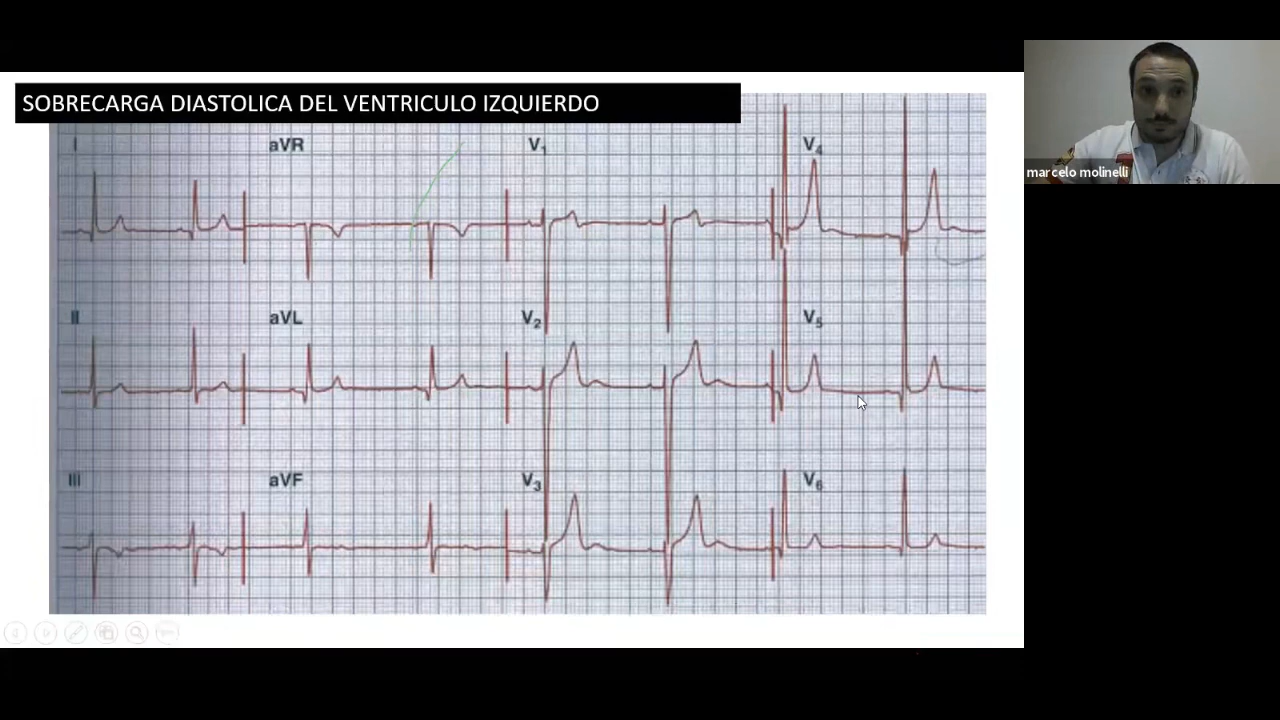 SOBRECARGA DIASTOLICA DEL VENTRICULO IZQUIERDO
I aVR V1 V4
II aVL V2 V5
III aVF V3 V6
marcelo molinelli